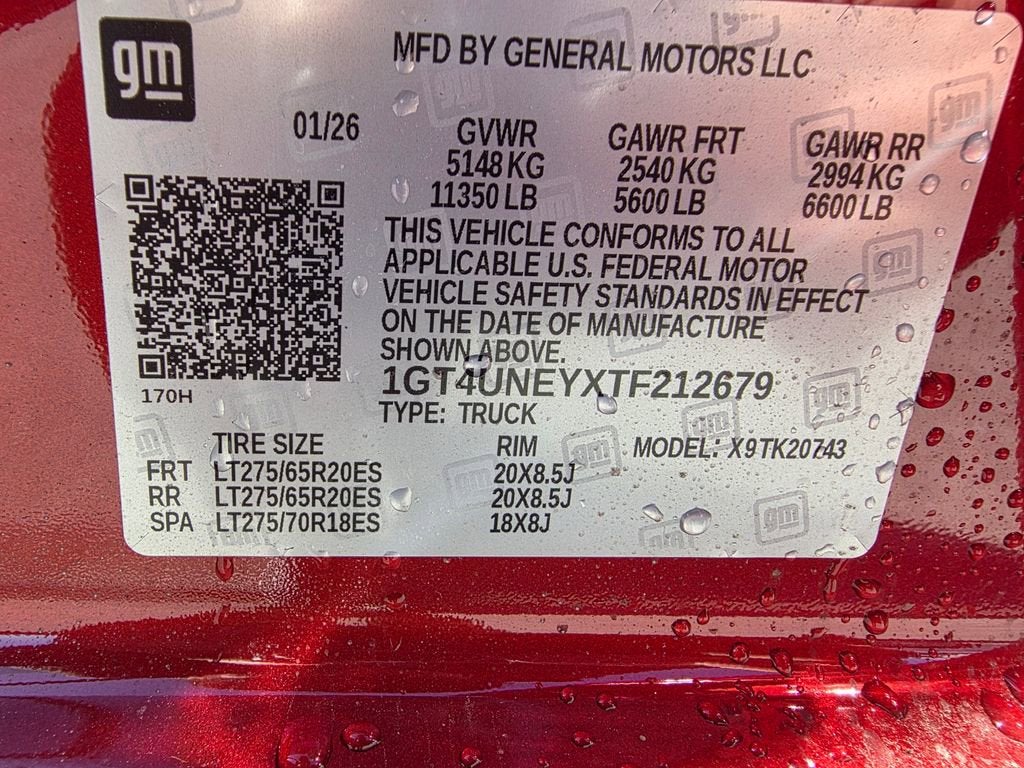 gm
MFD BY GENERAL MOTORS LLC
01/26 GVWR GAWR FRT GAWR RR
5148 KG 2540 KG 2994 KG
11350 LB 5600 LB 6600 LB
THIS VEHICLE CONFORMS TO ALL
APPLICABLE U.S. FEDERAL MOTOR
VEHICLE SAFETY STANDARDS IN EFFECT
ON THE DATE OF MANUFACTURE
SHOWN ABOVE.
1GT4UNEYXTF212679
170H
TYPE: TRUCK
TIRE SIZE RIM MODEL: X9TK20743
FRT LT275/65R20ES 20X8.5J
RR LT275/65R20ES 20X8.5J
SPA LT275/70R18ES 18X8J